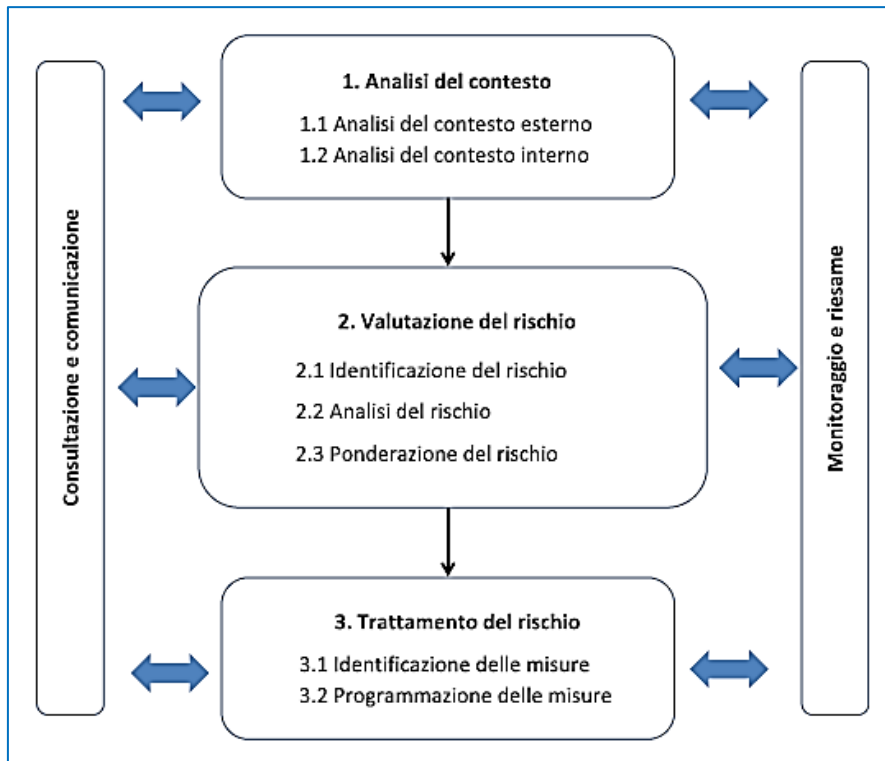 Consultazione e comunicazione
1. Analisi del contesto
1.1 Analisi del contesto esterno
1.2 Analisi del contesto interno
2. Valutazione del rischio
2.1 Identificazione del rischio
2.2 Analisi del rischio
2.3 Ponderazione del rischio
3. Trattamento del rischio
3.1 Identificazione delle misure
3.2 Programmazione delle misure
Monitoraggio e riesame